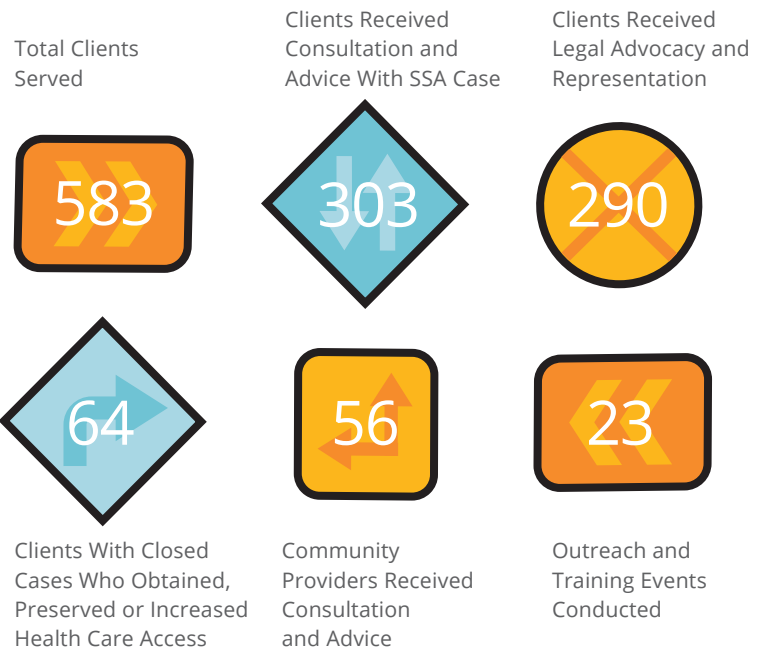 Total Clients
Served
583
Clients Received
Consultation and
Advice With SSA Case
303
Clients Received
Legal Advocacy and
Representation
290
64
Clients With Closed
Cases Who Obtained,
Preserved or Increased
Health Care Access
56
Community
Providers Received
Consultation
and Advice
23
Outreach and
Training Events
Conducted